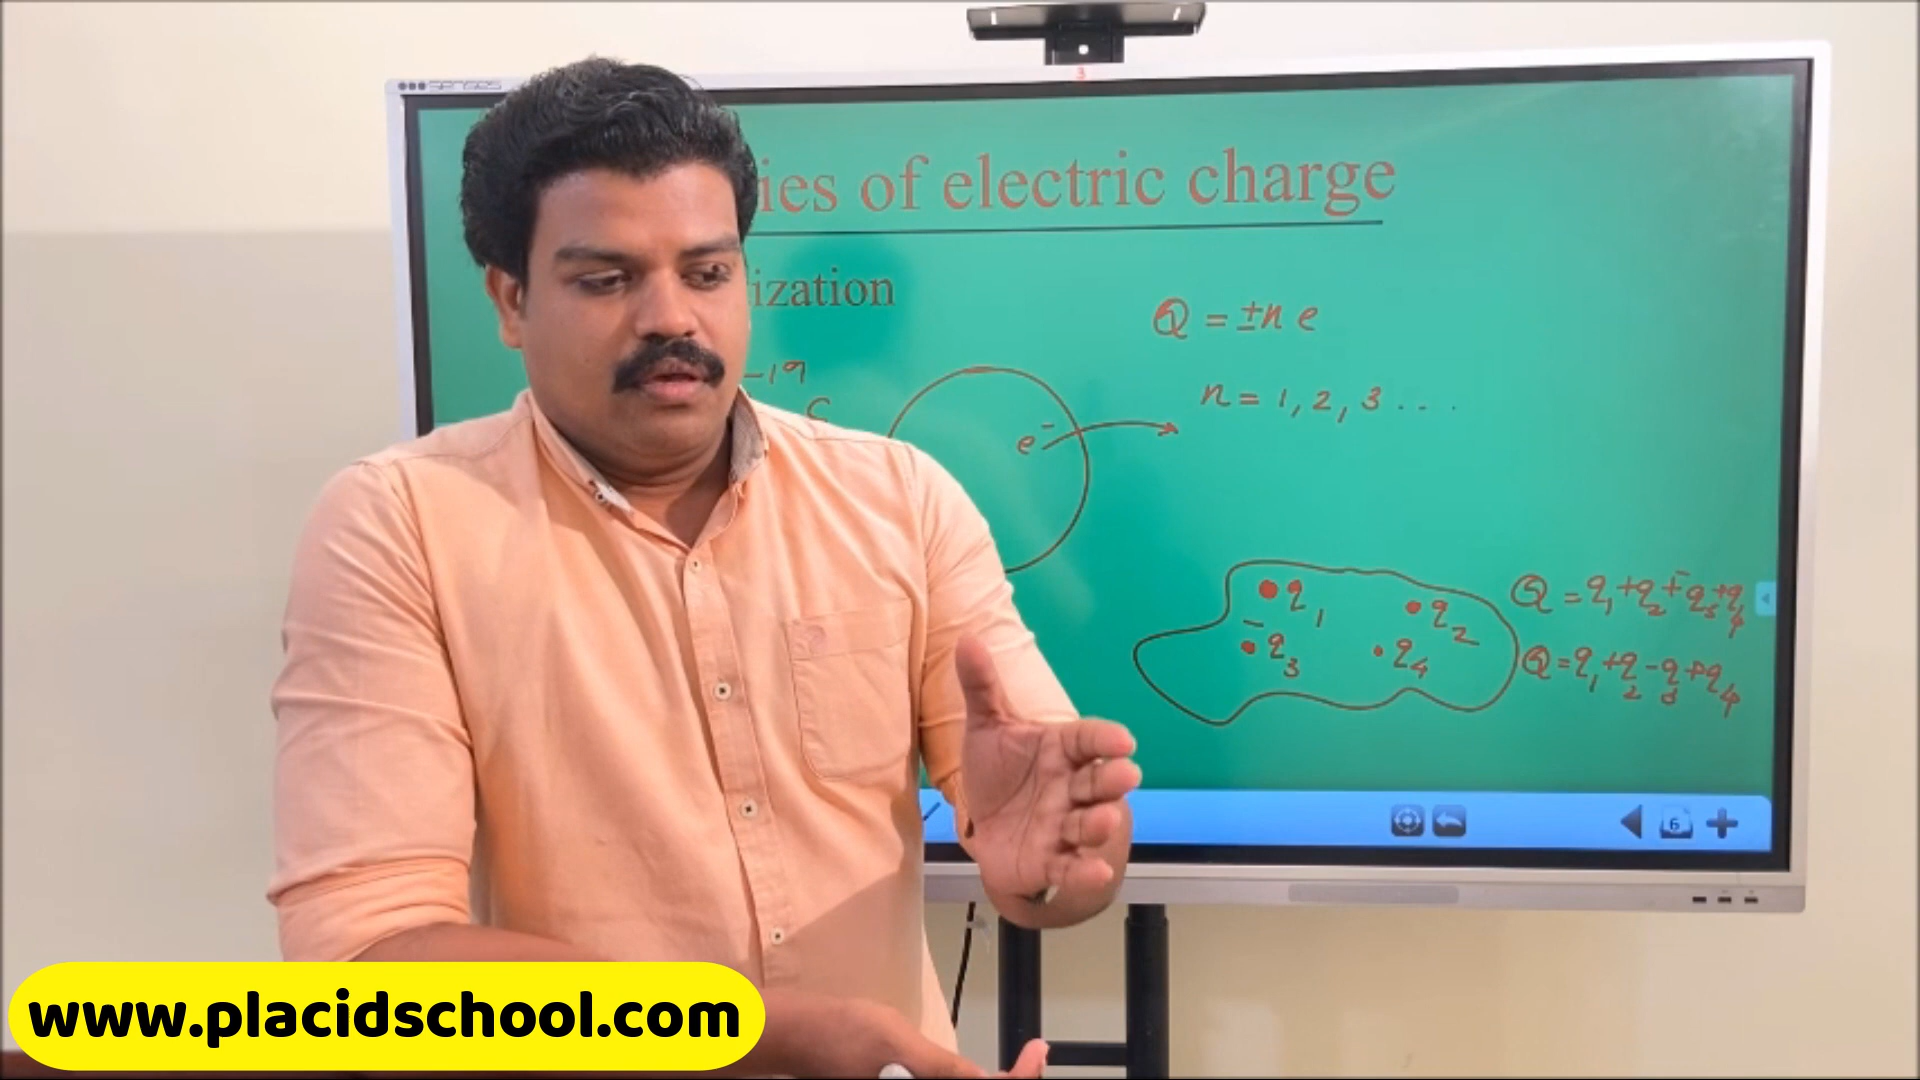 ies of electric charge
ization
Q = ±n e
-19
C
n = 1, 2, 3 ...
e⁻
q₁
q₂
-q₃
q₄
Q = q₁ + q₂ + -q₃ + q₄
Q = q₁ + q₂ - q₃ + q₄
6
www.placidschool.com